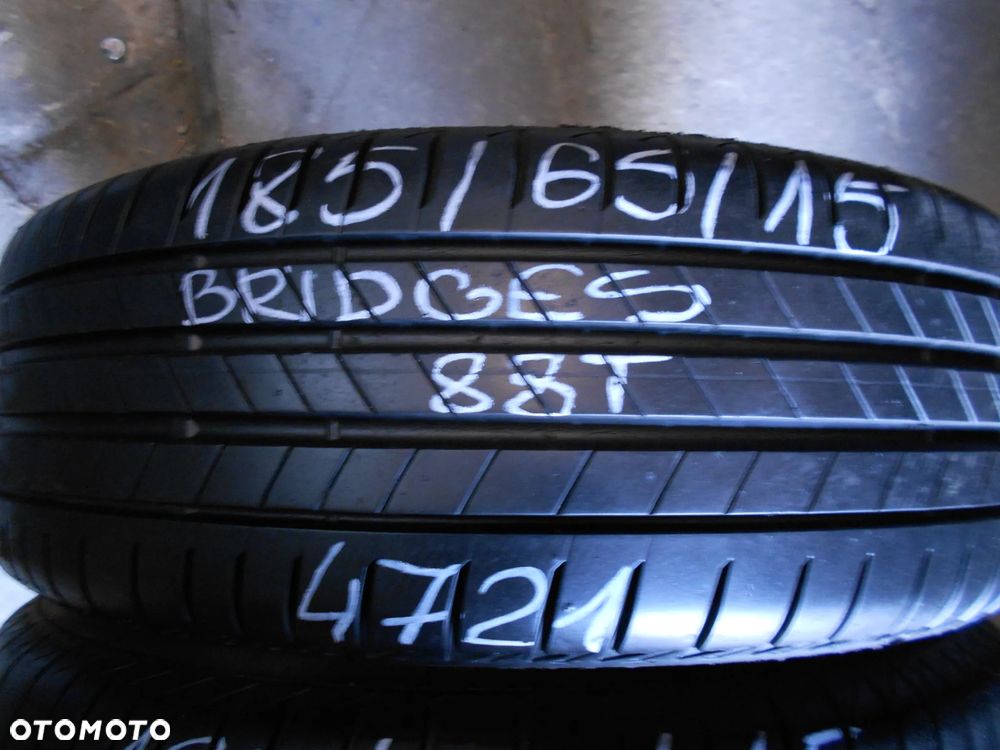 185/65/15
BRIDGES
88T
4721
OTOMOTO